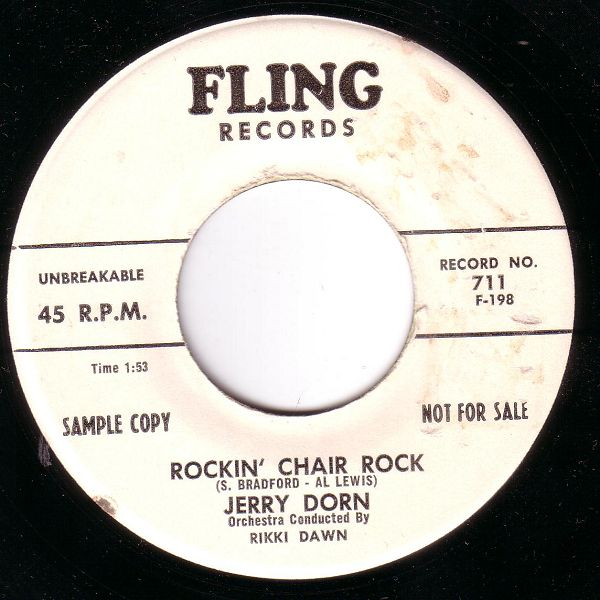 FLING
RECORDS
UNBREAKABLE
45 R.P.M.
RECORD NO.
711
F-198
Time 1:53
SAMPLE COPY
NOT FOR SALE
ROCKIN' CHAIR ROCK
(S. BRADFORD - AL LEWIS)
JERRY DORN
Orchestra Conducted By
RIKKI DAWN